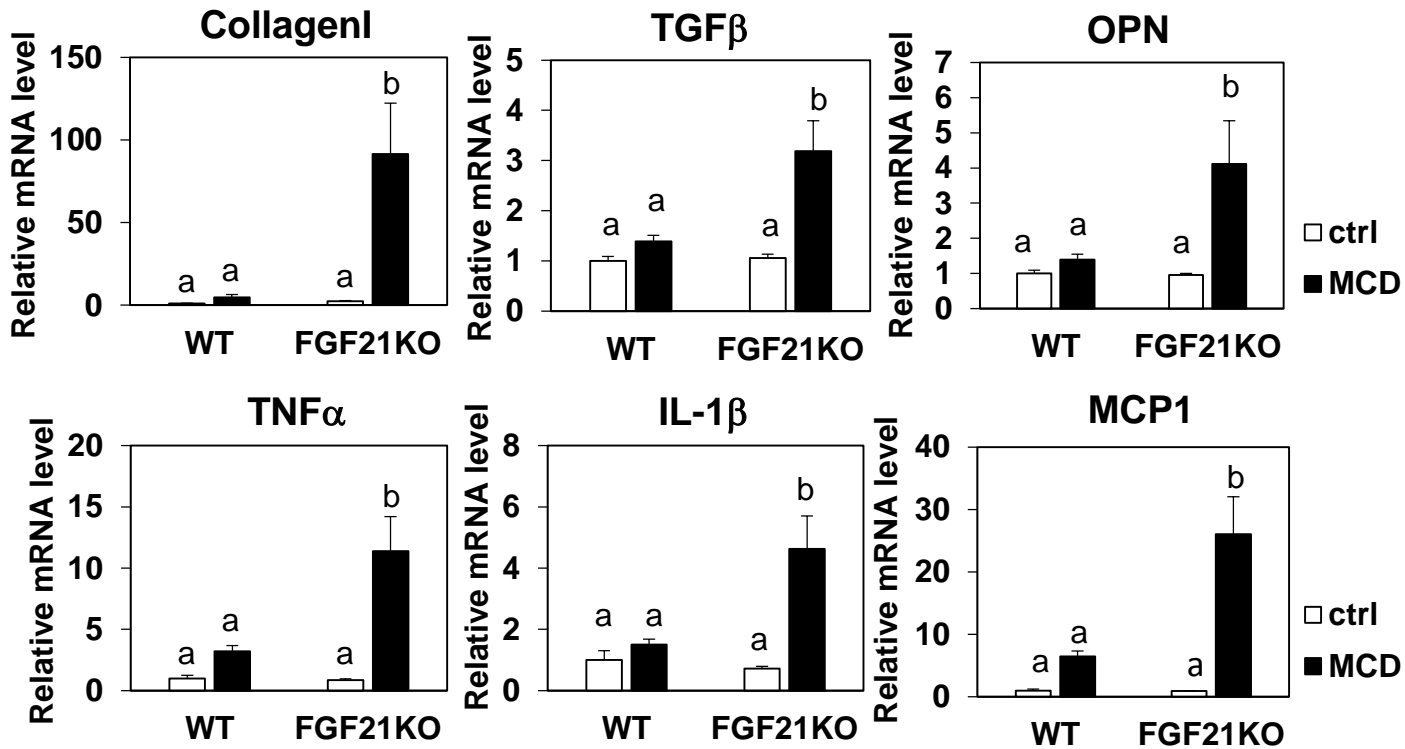 CollagenI
Relative mRNA level
150
100
50
0
a
a
a
b
WT
FGF21KO
TGFβ
Relative mRNA level
5
4
3
2
1
0
a
a
a
b
WT
FGF21KO
OPN
Relative mRNA level
7
6
5
4
3
2
1
0
a
a
a
b
WT
FGF21KO
ctrl
MCD
TNFα
Relative mRNA level
20
15
10
5
0
a
a
a
b
WT
FGF21KO
IL-1β
Relative mRNA level
8
6
4
2
0
a
a
a
b
WT
FGF21KO
MCP1
Relative mRNA level
40
30
20
10
0
a
a
a
b
WT
FGF21KO
ctrl
MCD